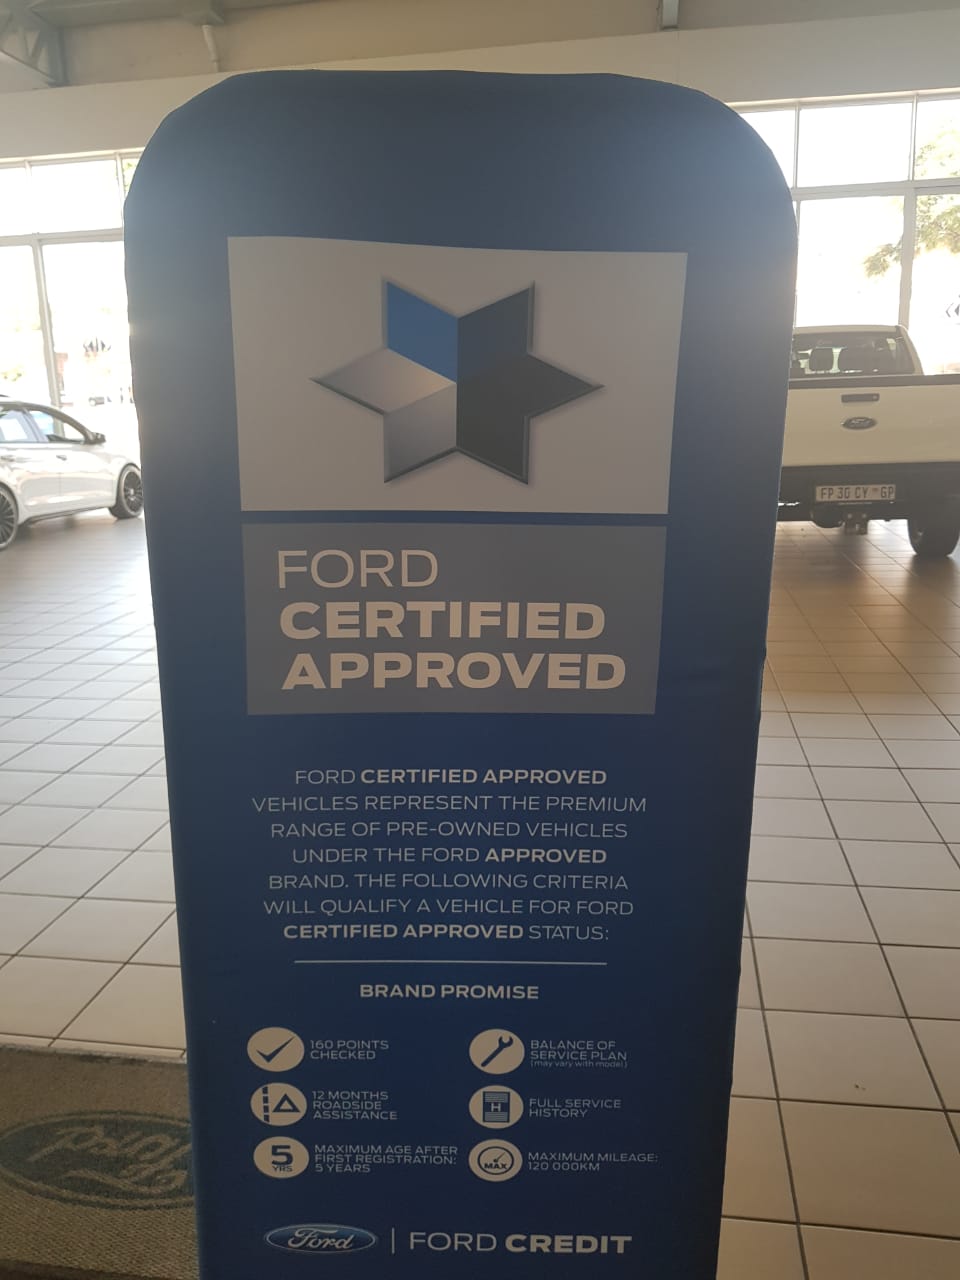 FORD
CERTIFIED
APPROVED
FORD CERTIFIED APPROVED
VEHICLES REPRESENT THE PREMIUM
RANGE OF PRE-OWNED VEHICLES
UNDER THE FORD APPROVED
BRAND. THE FOLLOWING CRITERIA
WILL QUALIFY A VEHICLE FOR FORD
CERTIFIED APPROVED STATUS:
BRAND PROMISE
160 POINTS
CHECKED
BALANCE OF
SERVICE PLAN
(may vary with model)
12 MONTHS
ROADSIDE
ASSISTANCE
H
FULL SERVICE
HISTORY
5
YRS
MAXIMUM AGE AFTER
FIRST REGISTRATION:
5 YEARS
MAX
MAXIMUM MILEAGE:
120 000KM
Ford | FORD CREDIT
FP 30 CY GP
Ford